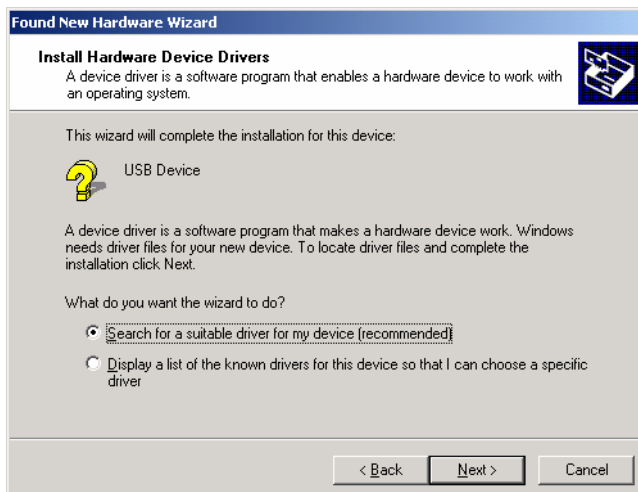 Found New Hardware Wizard
Install Hardware Device Drivers
A device driver is a software program that enables a hardware device to work with
an operating system.
This wizard will complete the installation for this device:
USB Device
A device driver is a software program that makes a hardware device work. Windows
needs driver files for your new device. To locate driver files and complete the
installation click Next.
What do you want the wizard to do?
Search for a suitable driver for my device (recommended)
Display a list of the known drivers for this device so that I can choose a specific
driver
< Back
Next >
Cancel